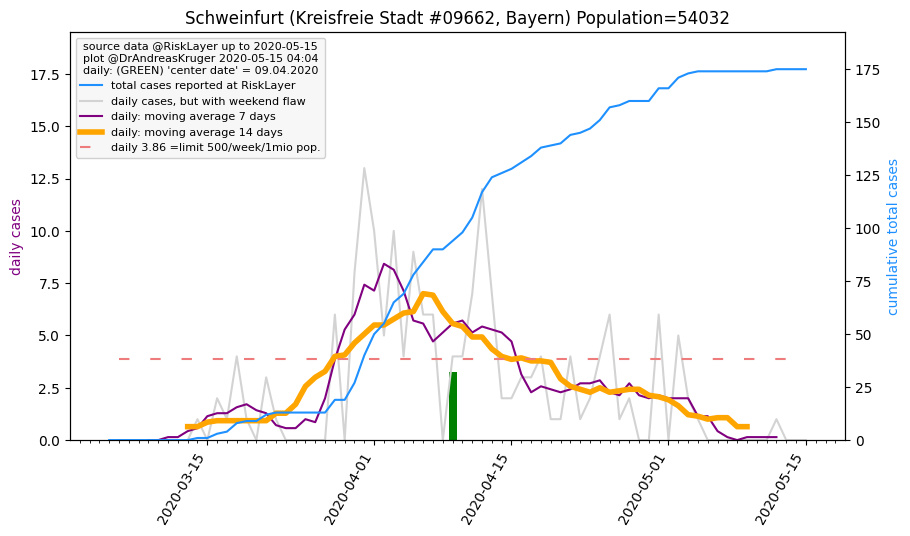 Schweinfurt (Kreisfreie Stadt #09662, Bayern) Population=54032
source data @RiskLayer up to 2020-05-15
plot @DrAndreasKruger 2020-05-15 04:04
daily: (GREEN) 'center date' = 09.04.2020
total cases reported at RiskLayer
daily cases, but with weekend flaw
daily: moving average 7 days
daily: moving average 14 days
daily 3.86 =limit 500/week/1mio pop.
daily cases
17.5
15.0
12.5
10.0
7.5
5.0
2.5
0.0
175
150
125
100
75
50
25
0
cumulative total cases
2020-03-15
2020-04-01
2020-04-15
2020-05-01
2020-05-15